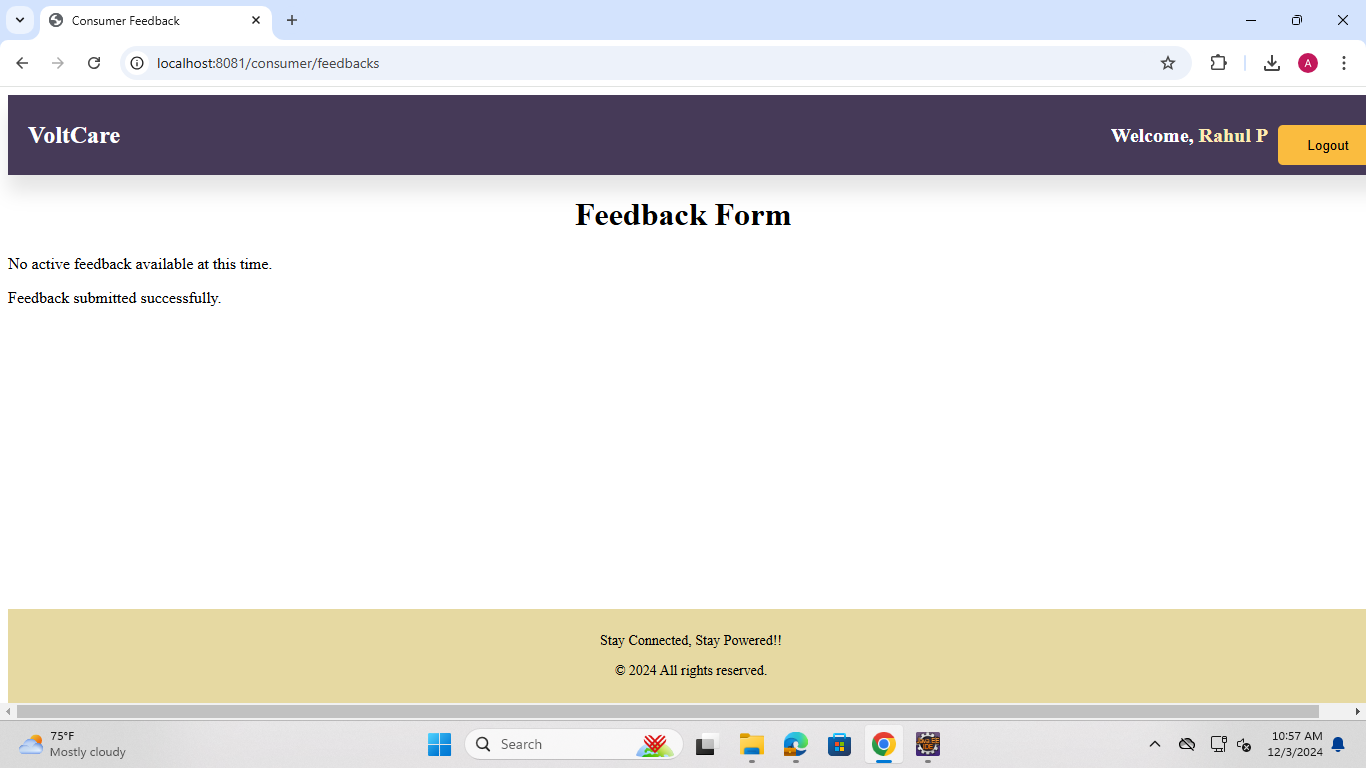 Consumer Feedback
localhost:8081/consumer/feedbacks
A
VoltCare
Welcome, Rahul P
Logout
Feedback Form
No active feedback available at this time.
Feedback submitted successfully.
Stay Connected, Stay Powered!!
© 2024 All rights reserved.
75°F
Mostly cloudy
Search
10:57 AM
12/3/2024